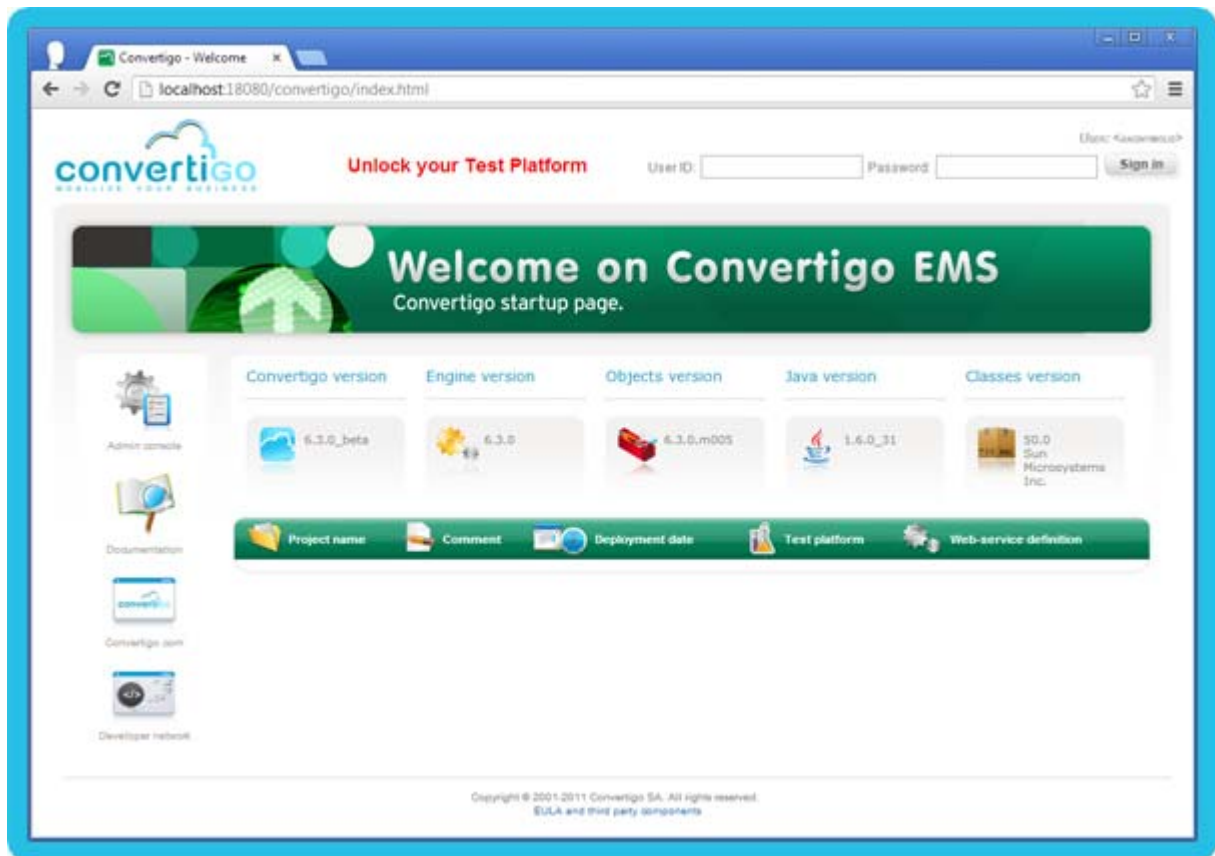 Convertigo - Welcome
localhost:18080/convertigo/index.html
convertigo
MOBILIZE YOUR BUSINESS
Unlock your Test Platform
User ID:
Password:
Sign in
Welcome on Convertigo EMS
Convertigo startup page.
Admin console
Documentation
convertigo
Convertigo.com
Developer network
Convertigo version
Engine version
Objects version
Java version
Classes version
6.3.0_beta
6.3.0
6.3.0.m005
1.6.0_31
50.0
Sun
Microsystems
Inc.
Project name
Comment
Deployment date
Test platform
Web-service definition
Copyright © 2001-2011 Convertigo SA. All rights reserved.
EULA and third party components